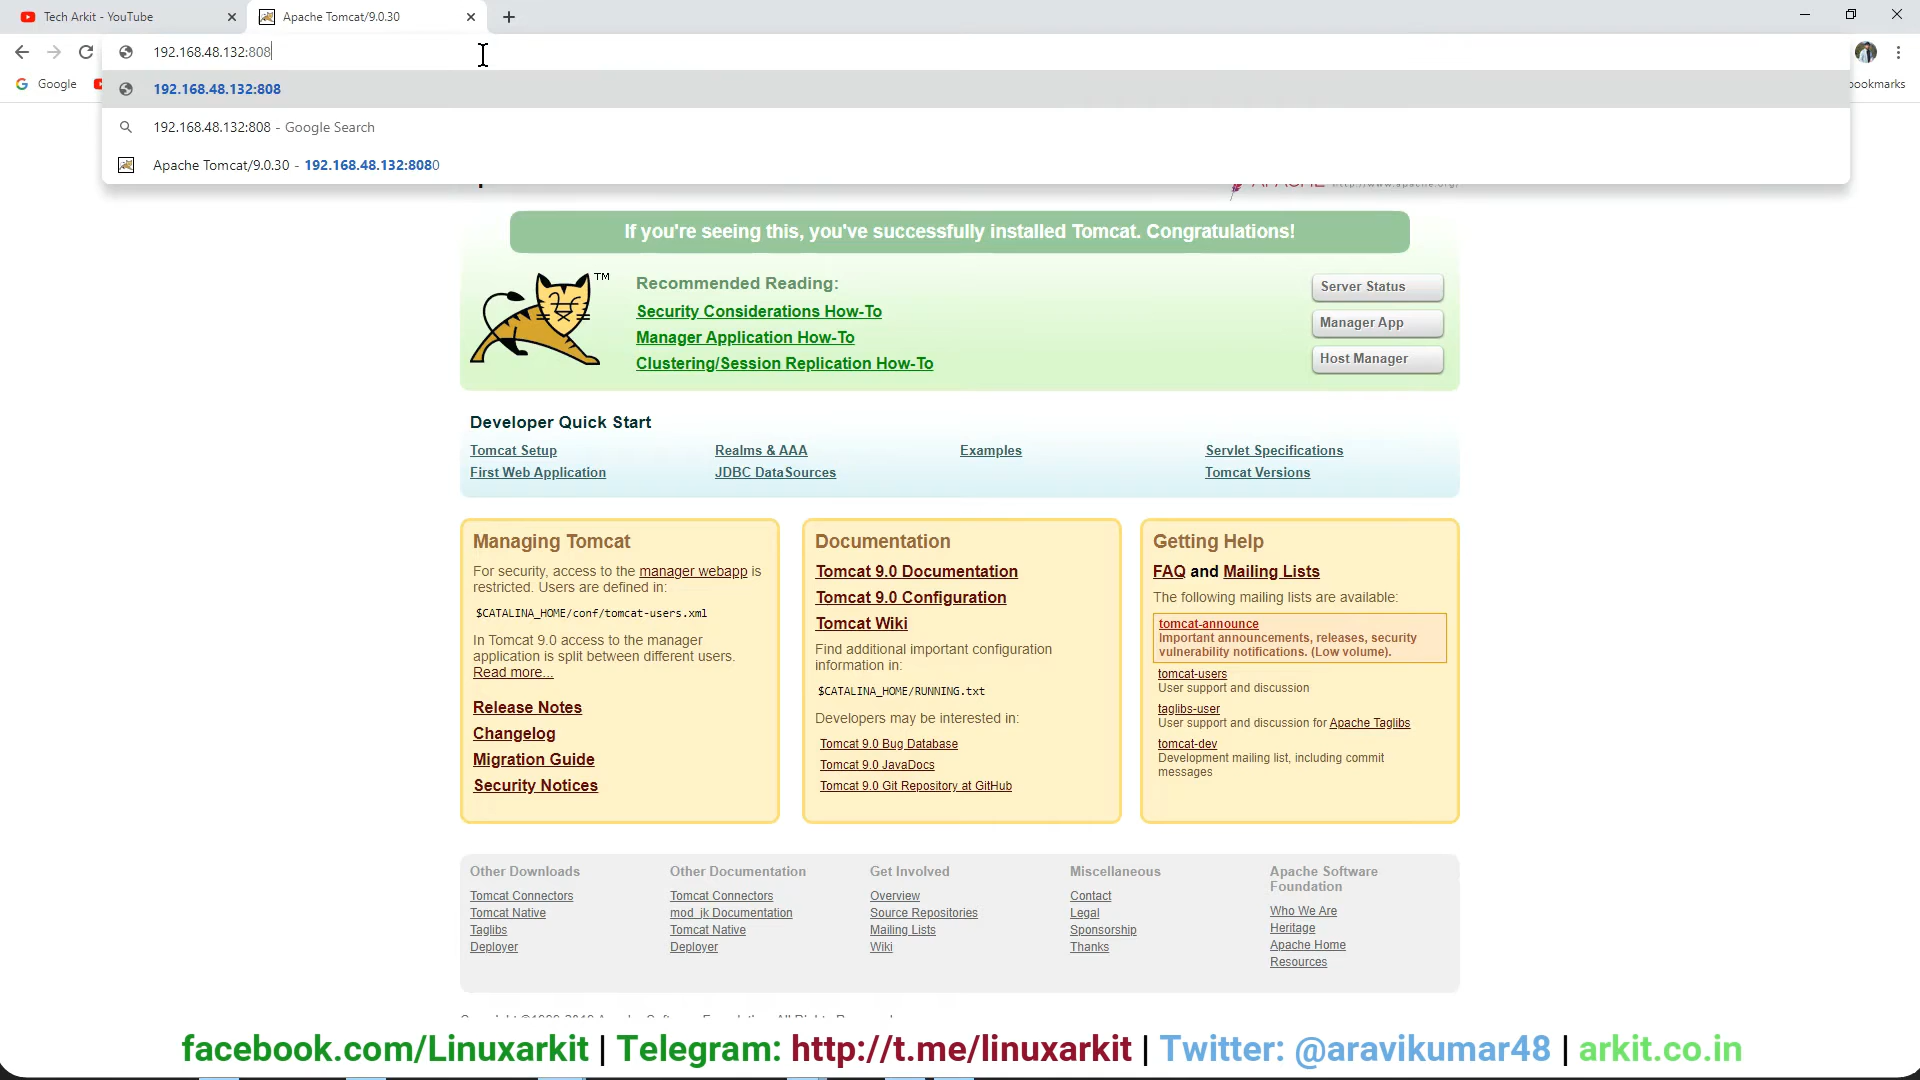 Tech Arkit - YouTube
Apache Tomcat/9.0.30
192.168.48.132:808
Google
bookmarks
192.168.48.132:808
192.168.48.132:808 - Google Search
Apache Tomcat/9.0.30 - 192.168.48.132:8080
If you're seeing this, you've successfully installed Tomcat. Congratulations!
TM
Recommended Reading:
Security Considerations How-To
Manager Application How-To
Clustering/Session Replication How-To
Server Status
Manager App
Host Manager
Developer Quick Start
Tomcat Setup
First Web Application
Realms & AAA
JDBC DataSources
Examples
Servlet Specifications
Tomcat Versions
Managing Tomcat
For security, access to the manager webapp is
restricted. Users are defined in:
$CATALINA_HOME/conf/tomcat-users.xml
In Tomcat 9.0 access to the manager
application is split between different users.
Read more...
Release Notes
Changelog
Migration Guide
Security Notices
Documentation
Tomcat 9.0 Documentation
Tomcat 9.0 Configuration
Tomcat Wiki
Find additional important configuration
information in:
$CATALINA_HOME/RUNNING.txt
Developers may be interested in:
Tomcat 9.0 Bug Database
Tomcat 9.0 JavaDocs
Tomcat 9.0 Git Repository at GitHub
Getting Help
FAQ and Mailing Lists
The following mailing lists are available:
tomcat-announce
Important announcements, releases, security
vulnerability notifications. (Low volume).
tomcat-users
User support and discussion
taglibs-user
User support and discussion for Apache Taglibs
tomcat-dev
Development mailing list, including commit
messages
Other Downloads
Tomcat Connectors
Tomcat Native
Taglibs
Deployer
Other Documentation
Tomcat Connectors
mod_jk Documentation
Tomcat Native
Deployer
Get Involved
Overview
Source Repositories
Mailing Lists
Wiki
Miscellaneous
Contact
Legal
Sponsorship
Thanks
Apache Software
Foundation
Who We Are
Heritage
Apache Home
Resources
facebook.com/Linuxarkit | Telegram: http://t.me/linuxarkit | Twitter: @aravikumar48 | arkit.co.in